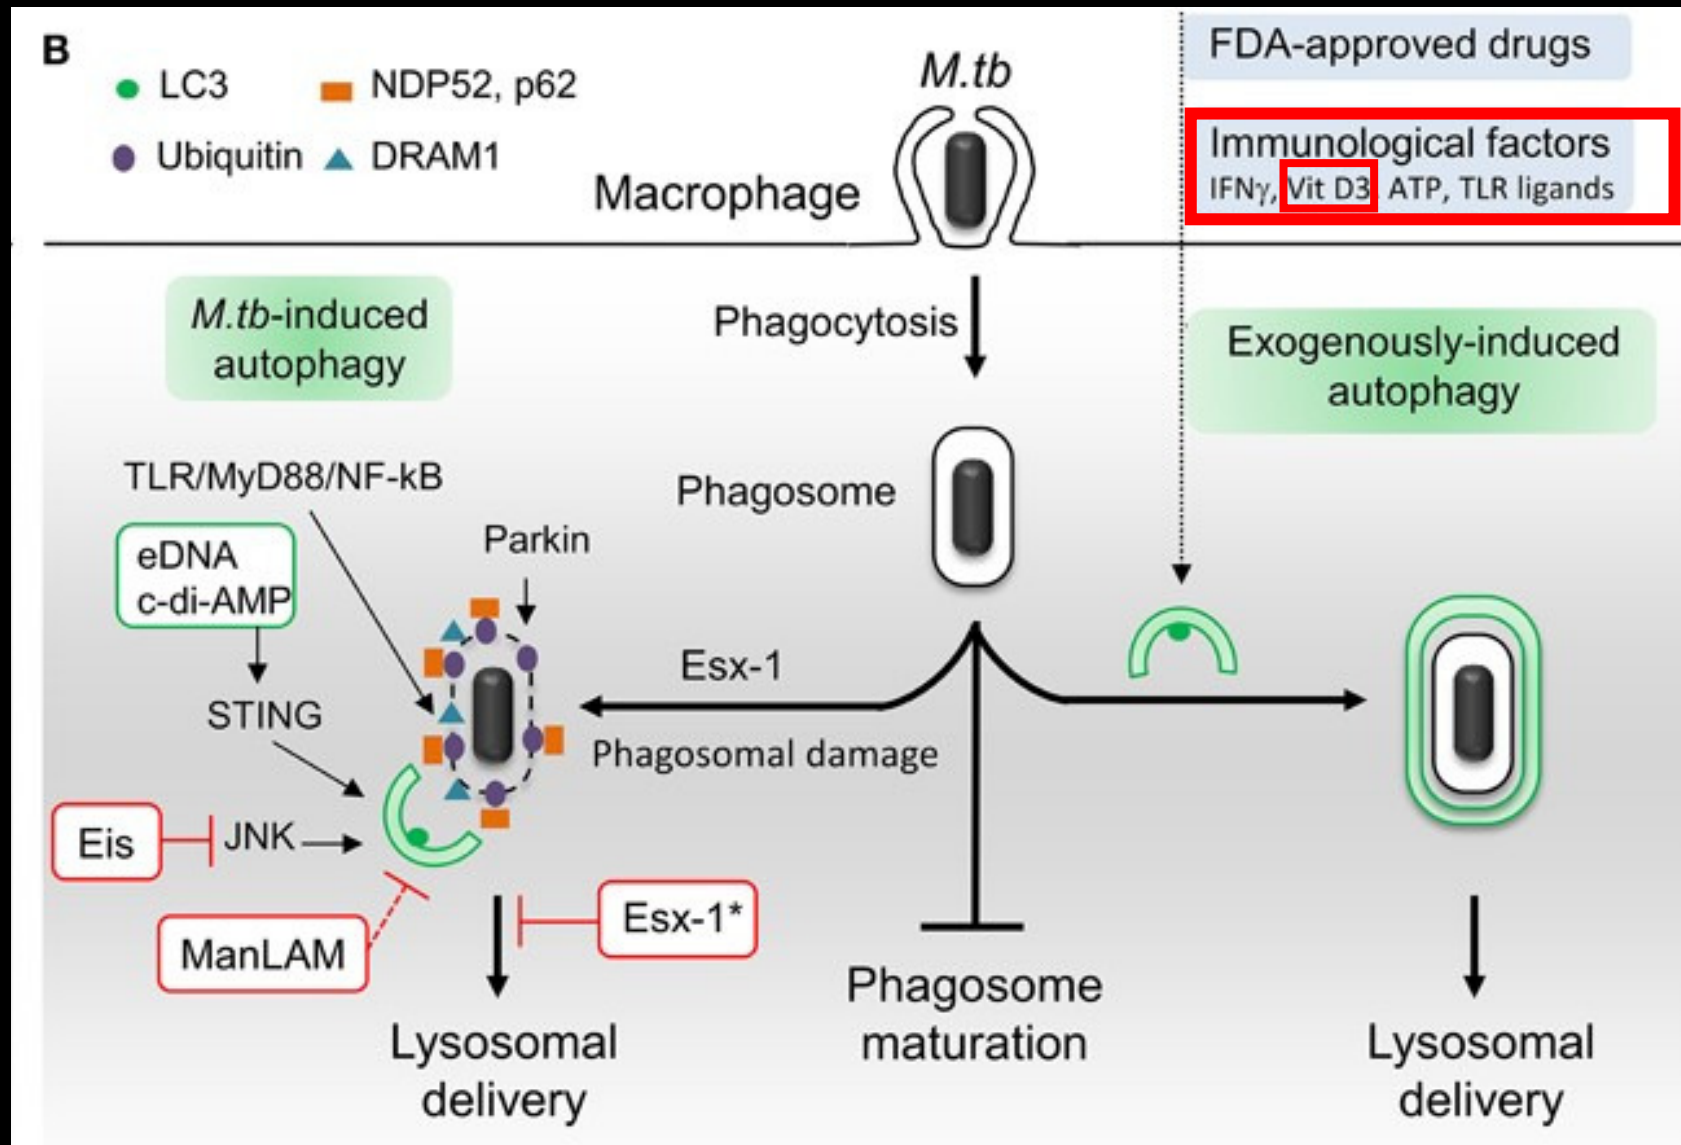 B
LC3
NDP52, p62
Ubiquitin
DRAM1
M.tb
Macrophage
FDA-approved drugs
Immunological factors
IFNγ, Vit D3, ATP, TLR ligands
M.tb-induced
autophagy
Phagocytosis
Exogenously-induced
autophagy
TLR/MyD88/NF-kB
Phagosome
eDNA
c-di-AMP
Parkin
STING
Esx-1
Phagosomal damage
Eis
JNK
ManLAM
Esx-1*
Lysosomal
delivery
Phagosome
maturation
Lysosomal
delivery